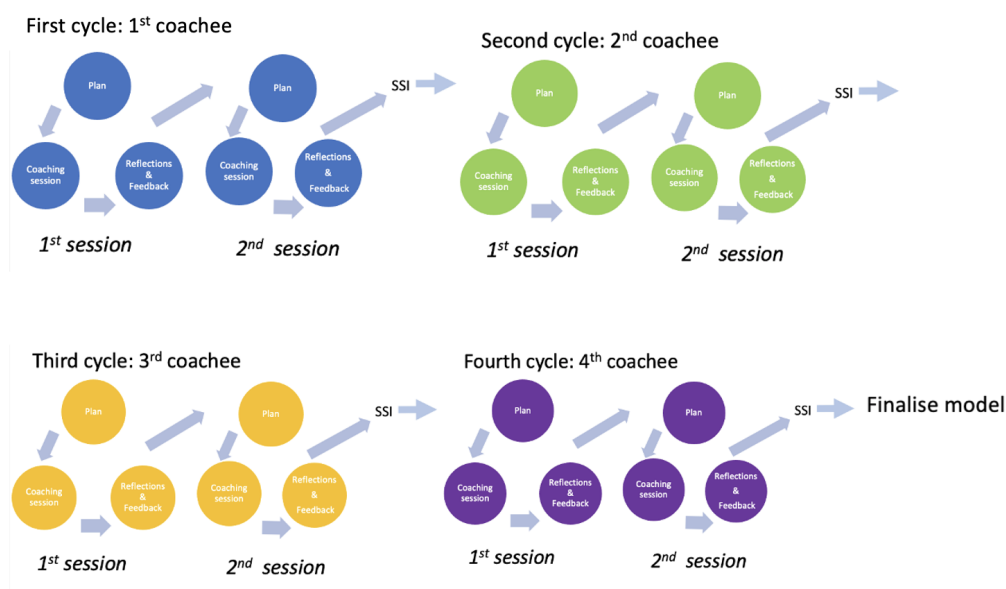 First cycle: 1st coachee
Plan
Plan
SSI
Coaching
session
Reflections
&
Feedback
Coaching
session
Reflections
&
Feedback
1st session
2nd session
Second cycle: 2nd coachee
Plan
Plan
SSI
Coaching
session
Reflections
&
Feedback
Coaching
session
Reflections
&
Feedback
1st session
2nd session
Third cycle: 3rd coachee
Plan
Plan
SSI
Coaching
session
Reflections
&
Feedback
Coaching
session
Reflections
&
Feedback
1st session
2nd session
Fourth cycle: 4th coachee
Plan
Plan
SSI
Finalise model
Coaching
session
Reflections
&
Feedback
Coaching
session
Reflections
&
Feedback
1st session
2nd session